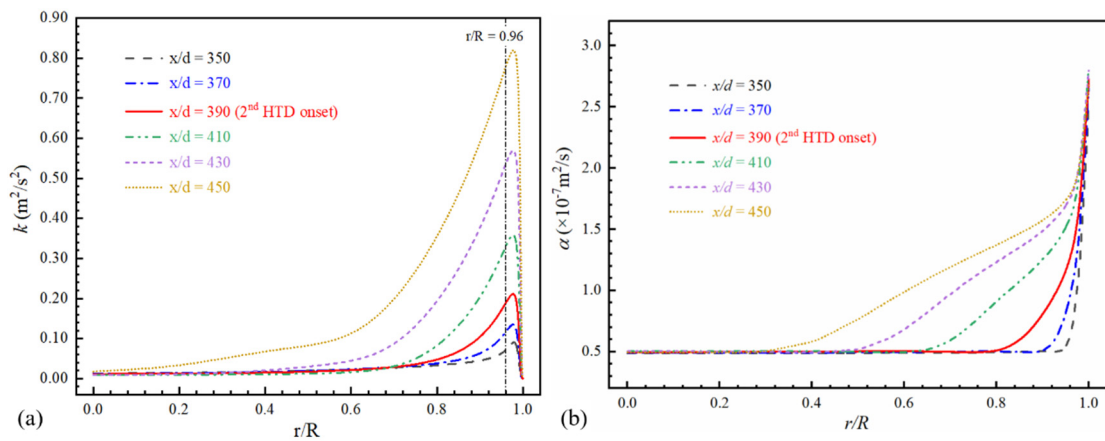 0.90
0.80
0.70
0.60
0.50
0.40
0.30
0.20
0.10
0.00
k (m²/s²)
r/R = 0.96
x/d = 350
x/d = 370
x/d = 390 (2nd HTD onset)
x/d = 410
x/d = 430
x/d = 450
0.0 0.2 0.4 0.6 0.8 1.0
r/R
(a)
3.0
2.5
2.0
1.5
1.0
0.5
α (×10⁻⁷m²/s)
x/d = 350
x/d = 370
x/d = 390 (2nd HTD onset)
x/d = 410
x/d = 430
x/d = 450
0.0 0.2 0.4 0.6 0.8 1.0
r/R
(b)